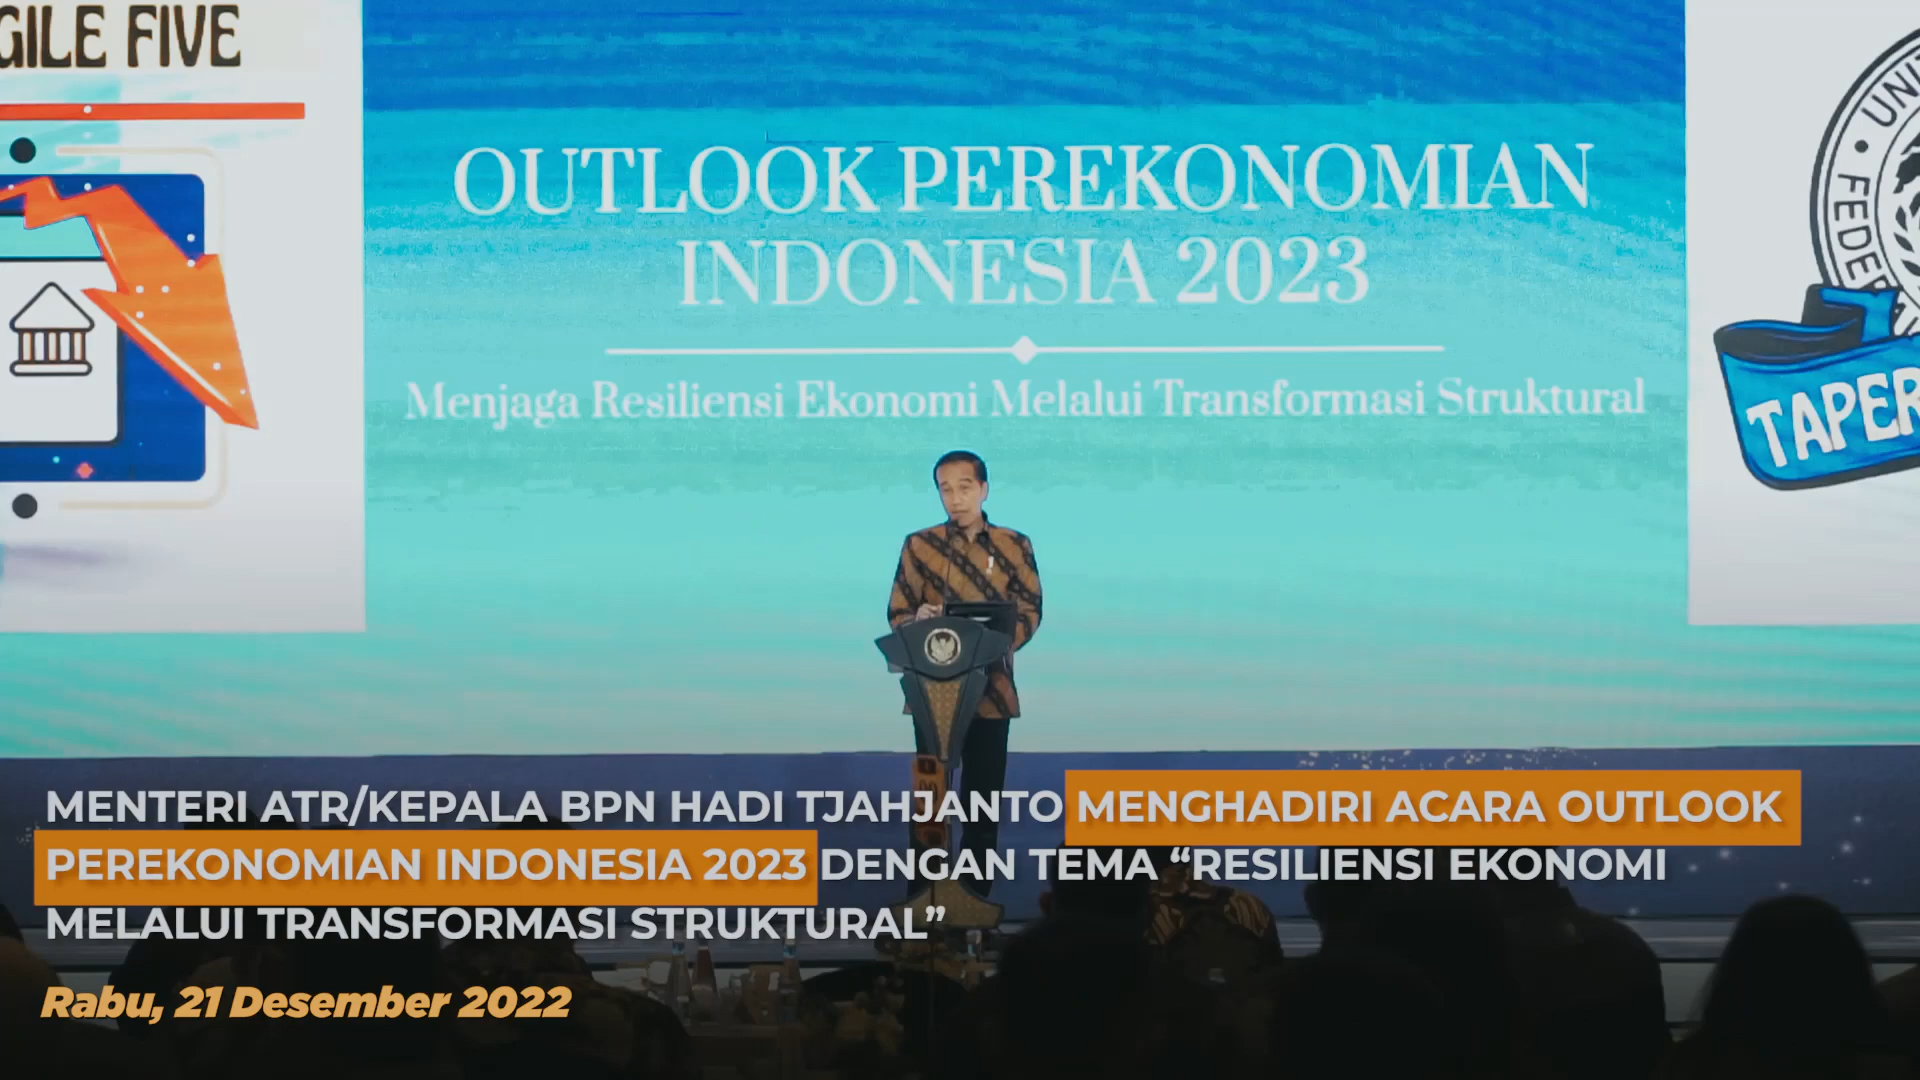 GILE FIVE
OUTLOOK PEREKONOMIAN
INDONESIA 2023
Menjaga Resiliensi Ekonomi Melalui Transformasi Struktural
TAPER
MENTERI ATR/KEPALA BPN HADI TJAHJANTO MENGHADIRI ACARA OUTLOOK
PEREKONOMIAN INDONESIA 2023 DENGAN TEMA “RESILIENSI EKONOMI
MELALUI TRANSFORMASI STRUKTURAL”
Rabu, 21 Desember 2022